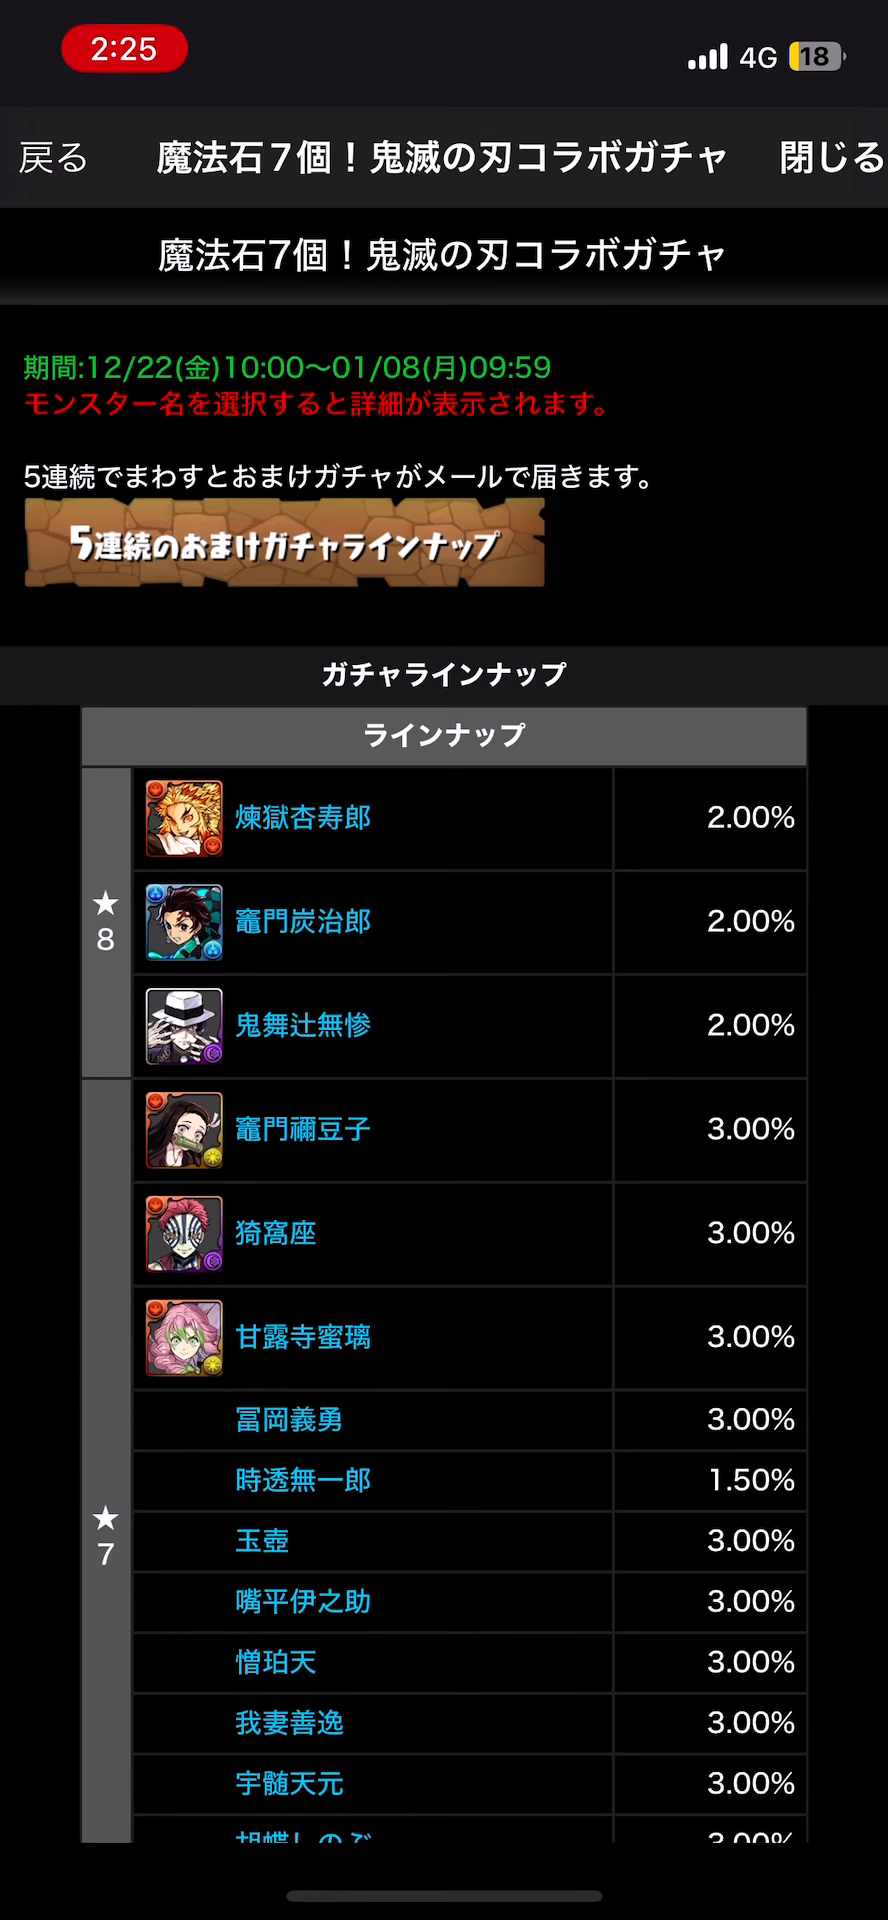 2:25
4G 18
戻る 魔法石7個！鬼滅の刃コラボガチャ 閉じる
魔法石7個！鬼滅の刃コラボガチャ
期間:12/22(金)10:00〜01/08(月)09:59
モンスター名を選択すると詳細が表示されます。
5連続でまわすとおまけガチャがメールで届きます。
5連続のおまけガチャラインナップ
ガチャラインナップ
ラインナップ
★8
煉獄杏寿郎 2.00%
竈門炭治郎 2.00%
鬼舞辻無惨 2.00%
★7
竈門禰豆子 3.00%
猗窩座 3.00%
甘露寺蜜璃 3.00%
冨岡義勇 3.00%
時透無一郎 1.50%
玉壺 3.00%
嘴平伊之助 3.00%
憎珀天 3.00%
我妻善逸 3.00%
宇髄天元 3.00%
胡蝶しのぶ 3.00%